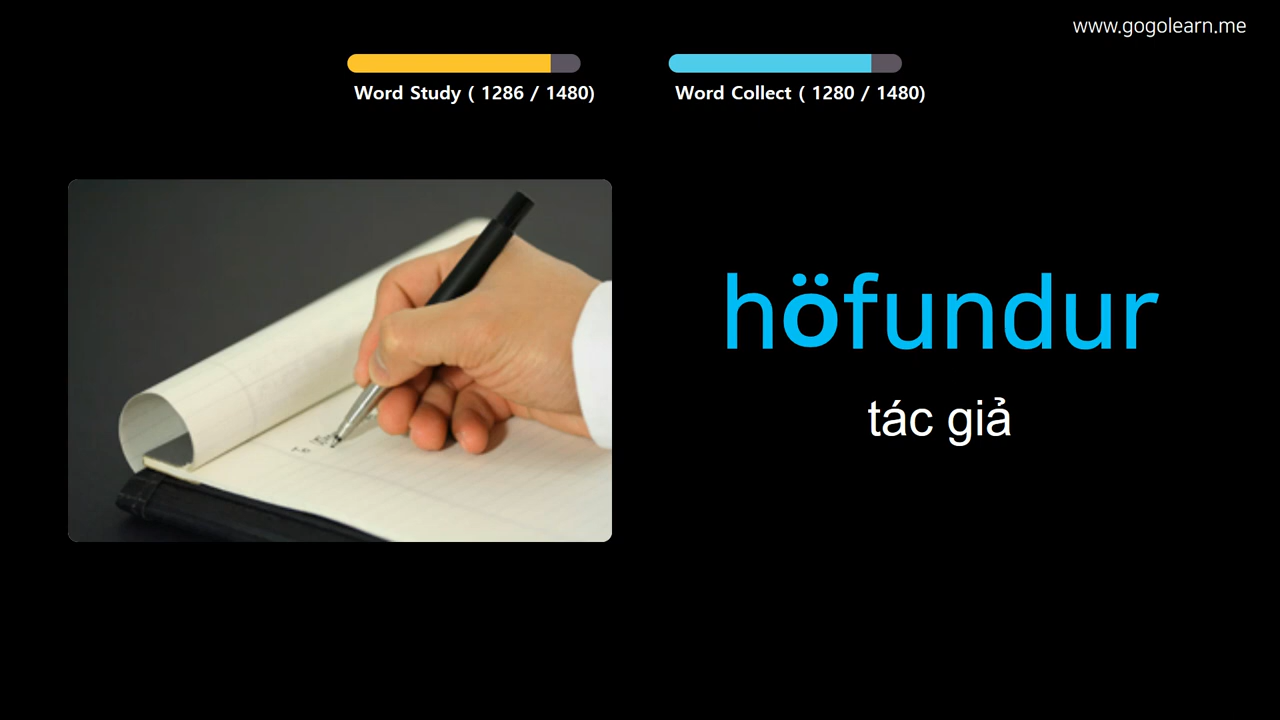 www.gogolearn.me
Word Study ( 1286 / 1480)
Word Collect ( 1280 / 1480)
höfundur
tác giả